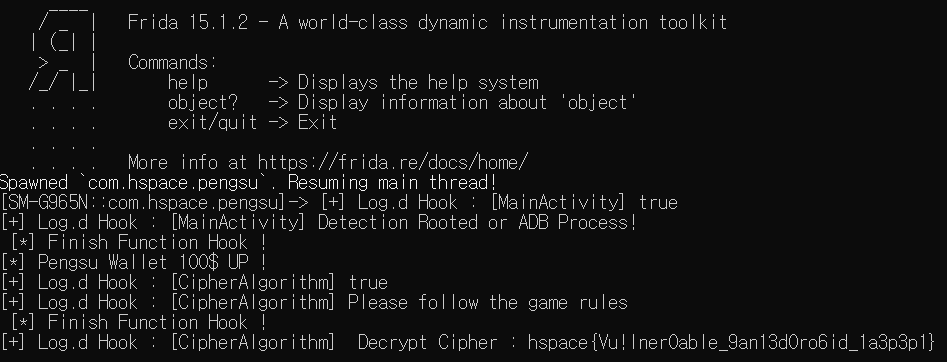 Frida 15.1.2 - A world-class dynamic instrumentation toolkit
Commands:
help -> Displays the help system
object? -> Display information about 'object'
exit/quit -> Exit
More info at https://frida.re/docs/home/
Spawned `com.hspace.pengsu`. Resuming main thread!
[SM-G965N::com.hspace.pengsu]-> [+] Log.d Hook : [MainActivity] true
[+] Log.d Hook : [MainActivity] Detection Rooted or ADB Process!
[*] Finish Function Hook !
[*] Pengsu Wallet 100$ UP !
[+] Log.d Hook : [CipherAlgorithm] true
[+] Log.d Hook : [CipherAlgorithm] Please follow the game rules
[*] Finish Function Hook !
[+] Log.d Hook : [CipherAlgorithm] Decrypt Cipher : hspace{Vu!lner0able_9an13d0ro6id_1a3p3p1}